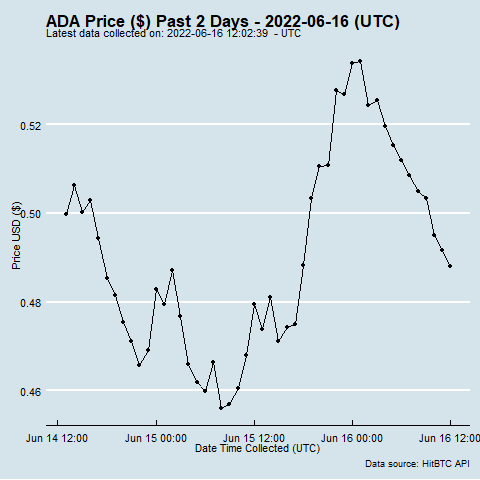 ADA Price ($) Past 2 Days - 2022-06-16 (UTC)
Latest data collected on: 2022-06-16 12:02:39 - UTC
0.52
0.50
0.48
0.46
Price USD ($)
Jun 14 12:00
Jun 15 00:00
Jun 15 12:00
Jun 16 00:00
Jun 16 12:00
Date Time Collected (UTC)
Data source: HitBTC API